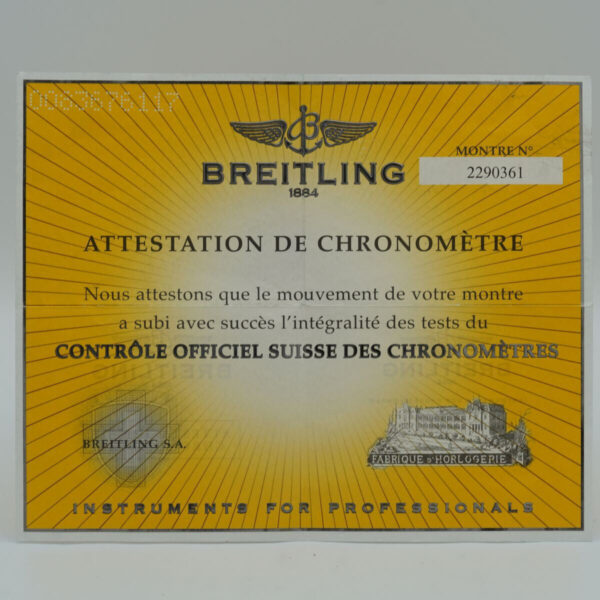 0063676117
BREITLING
1884
MONTRE N°
2290361
ATTESTATION DE CHRONOMÈTRE
Nous attestons que le mouvement de votre montre
a subi avec succès l'intégralité des tests du
CONTRÔLE OFFICIEL SUISSE DES CHRONOMÈTRES
BREITLING S.A.
FABRIQUE D'HORLOGERIE
INSTRUMENTS FOR PROFESSIONALS